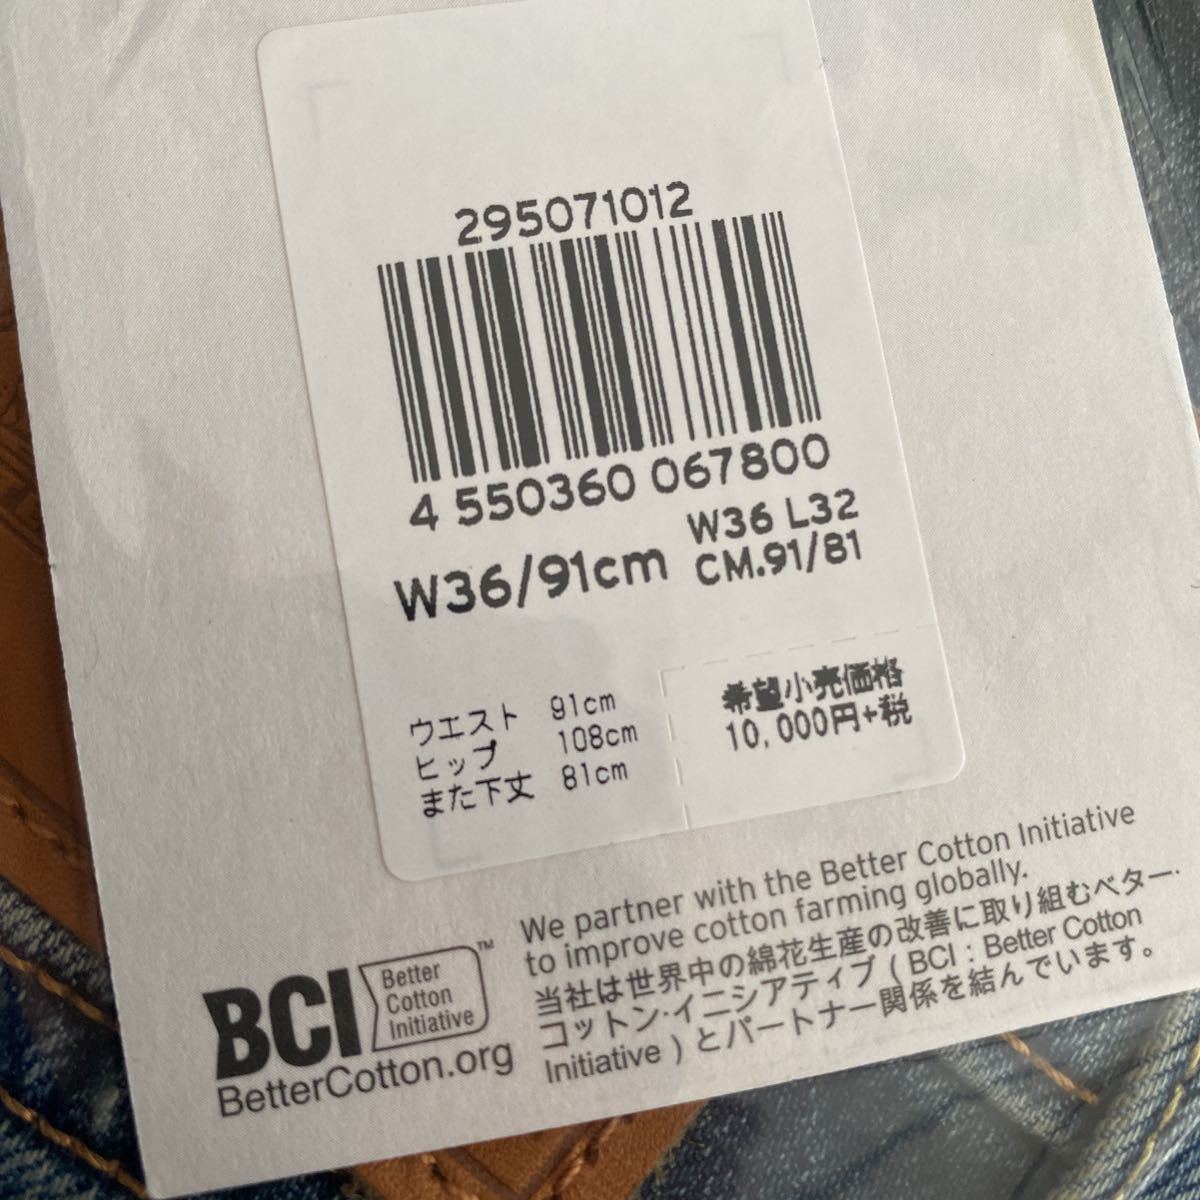 295071012
4 550360 067800
W36/91cm
W36 L32
CM.91/81
ウエスト 91cm
ヒップ 108cm
また下丈 81cm
希望小売価格
10,000円+税
We partner with the Better Cotton Initiative
to improve cotton farming globally.
当社は世界中の綿花生産の改善に取り組むベター・
コットン・イニシアティブ ( BCI : Better Cotton
Initiative ) とパートナー関係を結んでいます。
BCI
Better
Cotton
Initiative
™
BetterCotton.org